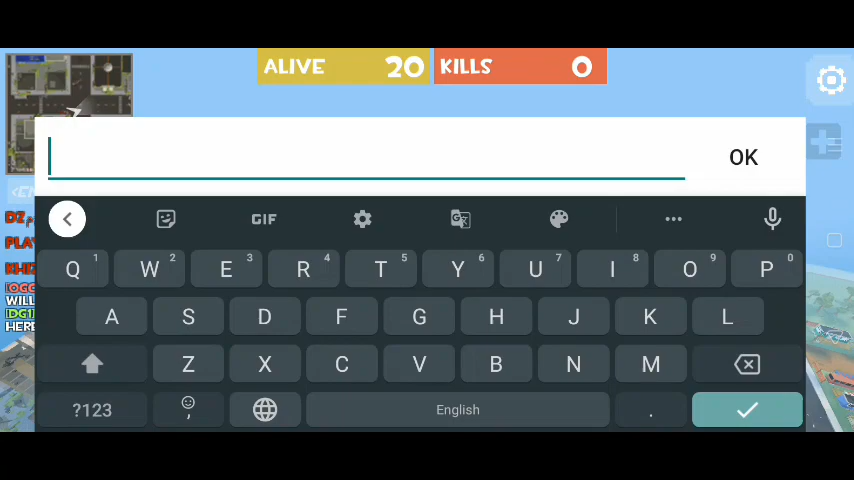 ALIVE 20 KILLS 0
OK
GIF
Q 1 W 2 E 3 R 4 T 5 Y 6 U 7 I 8 O 9 P 0
A S D F G H J K L
Z X C V B N M
?123 , English .
DZ
PLAY
WILL
HERE